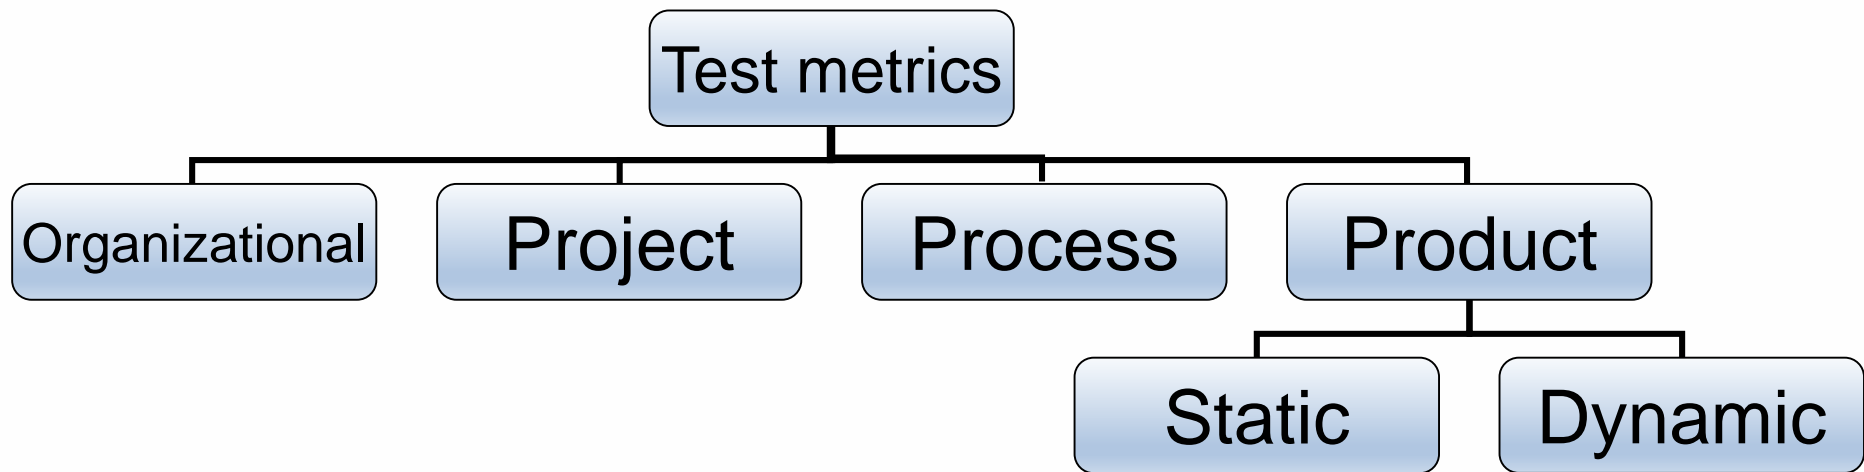 Test metrics
Organizational
Project
Process
Product
Static
Dynamic